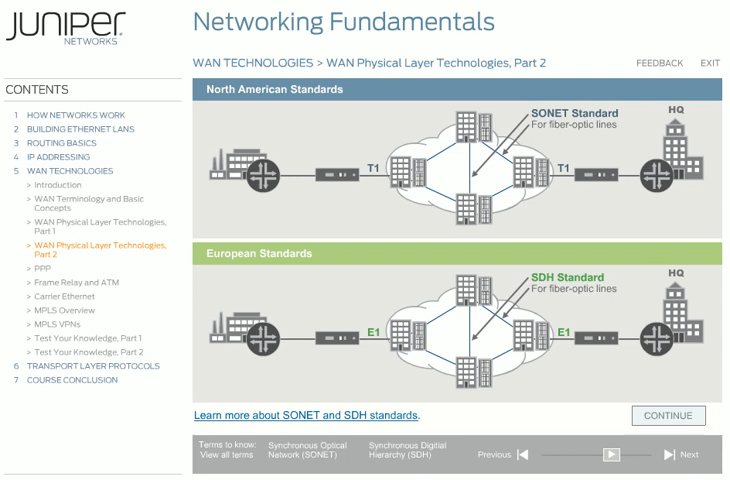 JUNIPER
NETWORKS
Networking Fundamentals
WAN TECHNOLOGIES > WAN Physical Layer Technologies, Part 2
FEEDBACK
EXIT
CONTENTS
1 HOW NETWORKS WORK
2 BUILDING ETHERNET LANS
3 ROUTING BASICS
4 IP ADDRESSING
5 WAN TECHNOLOGIES
> Introduction
> WAN Terminology and Basic
Concepts
> WAN Physical Layer Technologies,
Part 1
> WAN Physical Layer Technologies,
Part 2
> PPP
> Frame Relay and ATM
> Carrier Ethernet
> MPLS Overview
> MPLS VPNs
> Test Your Knowledge, Part 1
> Test Your Knowledge, Part 2
6 TRANSPORT LAYER PROTOCOLS
7 COURSE CONCLUSION
North American Standards
SONET Standard
For fiber-optic lines
HQ
T1
T1
European Standards
SDH Standard
For fiber-optic lines
HQ
E1
E1
Learn more about SONET and SDH standards.
CONTINUE
Terms to know:
View all terms
Synchronous Optical
Network (SONET)
Synchronous Digitial
Hierarchy (SDH)
Previous
Next